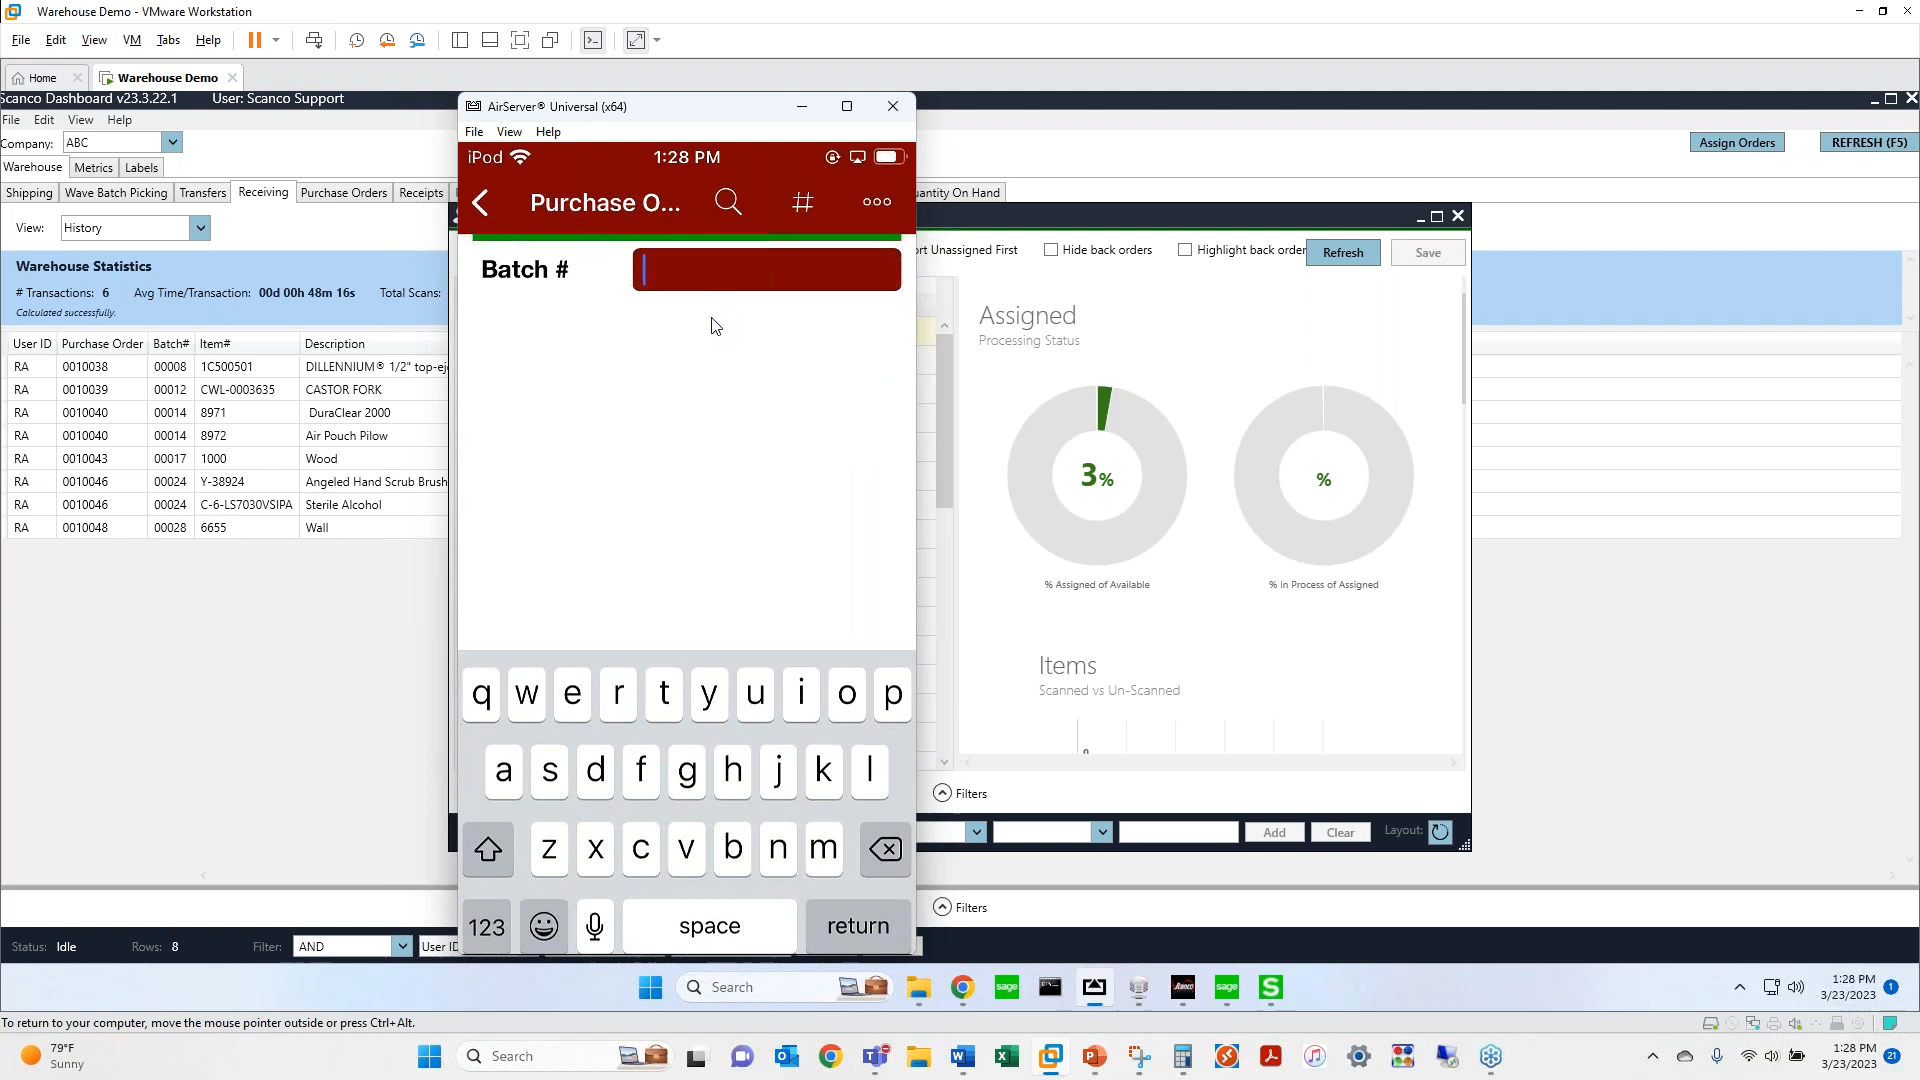 Warehouse Demo - VMware Workstation
File Edit View VM Tabs Help
Home Warehouse Demo
Scanco Dashboard v23.3.22.1 User: Scanco Support
File Edit View Help
Company: ABC Assign Orders REFRESH (F5)
Warehouse Metrics Labels
Shipping Wave Batch Picking Transfers Receiving Purchase Orders Receipts
uantity On Hand
View: History
Warehouse Statistics
# Transactions: 6 Avg Time/Transaction: 00d 00h 48m 16s Total Scans:
Calculated successfully.
User ID Purchase Order Batch# Item# Description
RA 0010038 00008 1C500501 DILLENNIUM® 1/2" top-eje
RA 0010039 00012 CWL-0003635 CASTOR FORK
RA 0010040 00014 8971 DuraClear 2000
RA 0010040 00014 8972 Air Pouch Pilow
RA 0010043 00017 1000 Wood
RA 0010046 00024 Y-38924 Angeled Hand Scrub Brush
RA 0010046 00024 C-6-LS7030VSIPA Sterile Alcohol
RA 0010048 00028 6655 Wall
AirServer® Universal (x64)
File View Help
iPod 1:28 PM
Purchase O... # ooo
Batch #
q w e r t y u i o p
a s d f g h j k l
z x c v b n m
123 space return
ort Unassigned First Hide back orders Highlight back order Refresh Save
Assigned
Processing Status
3% %
% Assigned of Available % In Process of Assigned
Items
Scanned vs Un-Scanned
0
Filters
Add Clear Layout:
Filters
Status: Idle Rows: 8 Filter: AND User ID
Search sage sage S
1:28 PM
3/23/2023 1
To return to your computer, move the mouse pointer outside or press Ctrl+Alt.
79°F
Sunny
Search
1:28 PM
3/23/2023 21